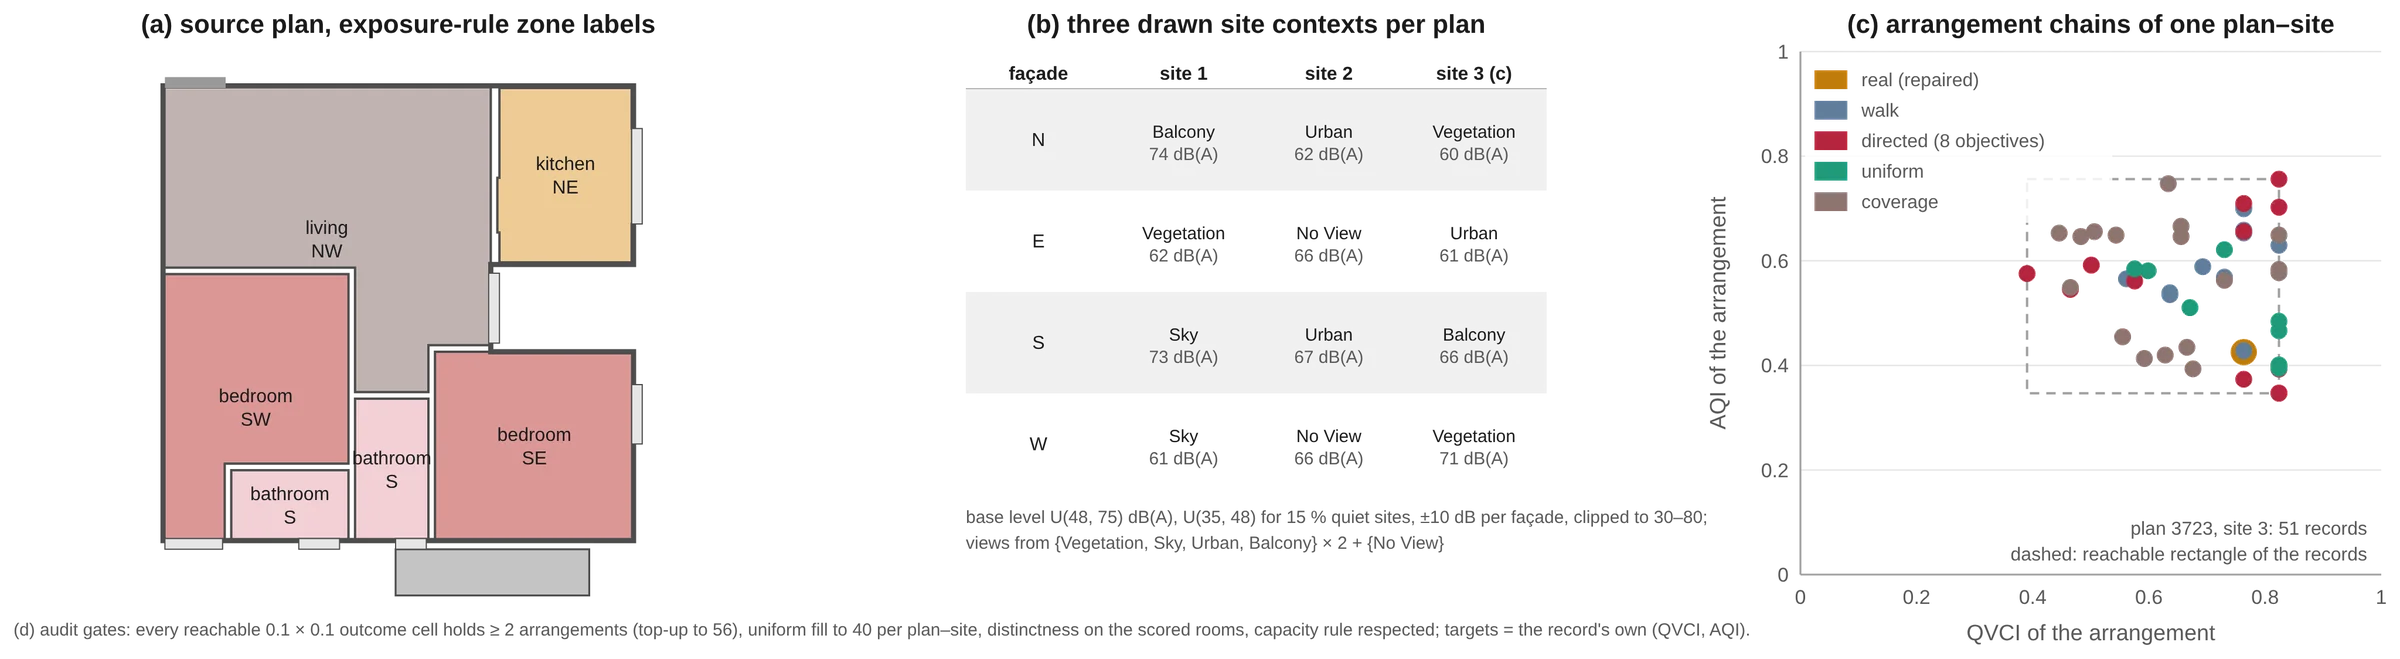 (a) source plan, exposure-rule zone labels
living
NW
kitchen
NE
bedroom
SW
bedroom
SE
bathroom
S
bathroom
S
(b) three drawn site contexts per plan
façade site 1 site 2 site 3 (c)
N
Balcony Urban Vegetation
74 dB(A) 62 dB(A) 60 dB(A)
E
Vegetation No View Urban
62 dB(A) 66 dB(A) 61 dB(A)
S
Sky Urban Balcony
73 dB(A) 67 dB(A) 66 dB(A)
W
Sky No View Vegetation
61 dB(A) 66 dB(A) 71 dB(A)
base level U(48, 75) dB(A), U(35, 48) for 15 % quiet sites, ±10 dB per façade, clipped to 30–80;
views from {Vegetation, Sky, Urban, Balcony} × 2 + {No View}
(c) arrangement chains of one plan–site
real (repaired)
walk
directed (8 objectives)
uniform
coverage
AQI of the arrangement
1
0.8
0.6
0.4
0.2
0
plan 3723, site 3: 51 records
dashed: reachable rectangle of the records
0 0.2 0.4 0.6 0.8 1
QVCI of the arrangement
(d) audit gates: every reachable 0.1 × 0.1 outcome cell holds ≥ 2 arrangements (top-up to 56), uniform fill to 40 per plan–site, distinctness on the scored rooms, capacity rule respected; targets = the record's own (QVCI, AQI).